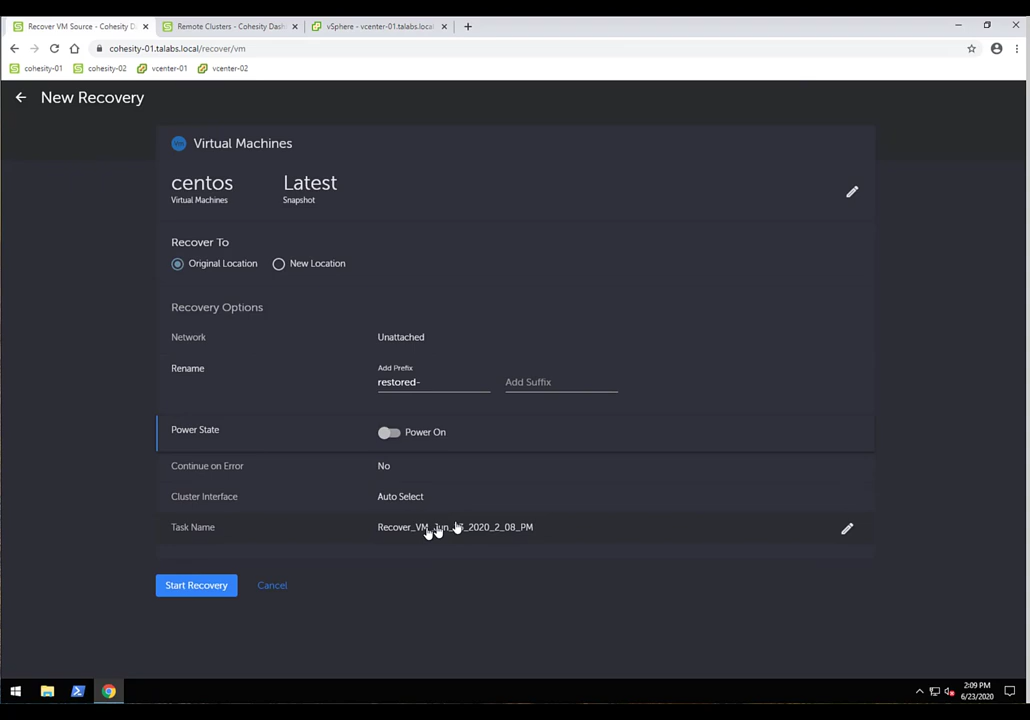 Recover VM Source - Cohesity D
Remote Clusters - Cohesity Dash
vSphere - vcenter-01.talabs.local
cohesity-01.talabs.local/recover/vm
cohesity-01
cohesity-02
vcenter-01
vcenter-02
New Recovery
Virtual Machines
centos
Latest
Virtual Machines
Snapshot
Recover To
Original Location
New Location
Recovery Options
Network
Unattached
Rename
Add Prefix
restored-
Add Suffix
Power State
Power On
Continue on Error
No
Cluster Interface
Auto Select
Task Name
Recover_VM_Jun_ _2020_2_08_PM
Start Recovery
Cancel
2:09 PM
6/23/2020